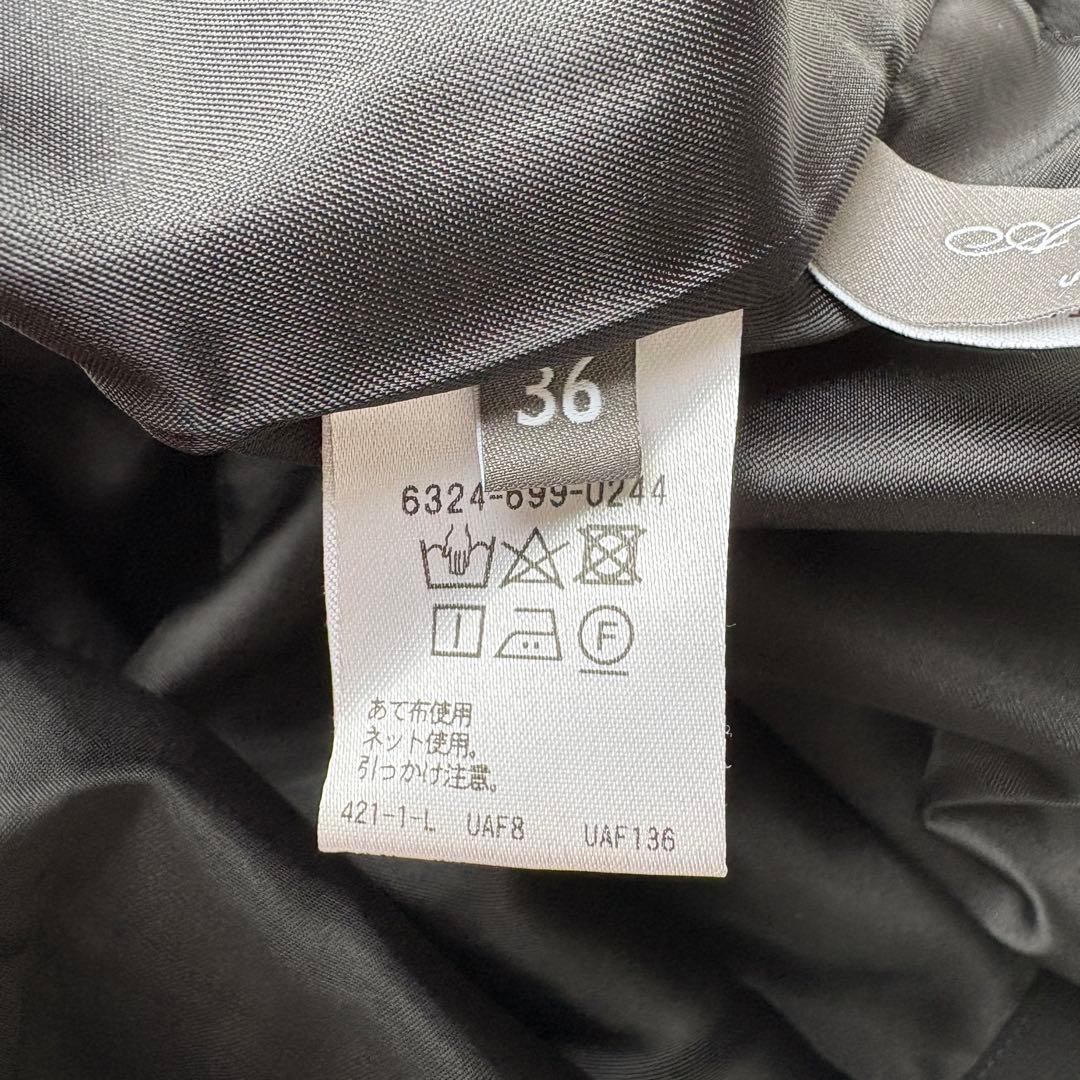 36
6324-699-0244
F
あて布使用
ネット使用。
引つかけ注意。
421-1-L UAF8 UAF136